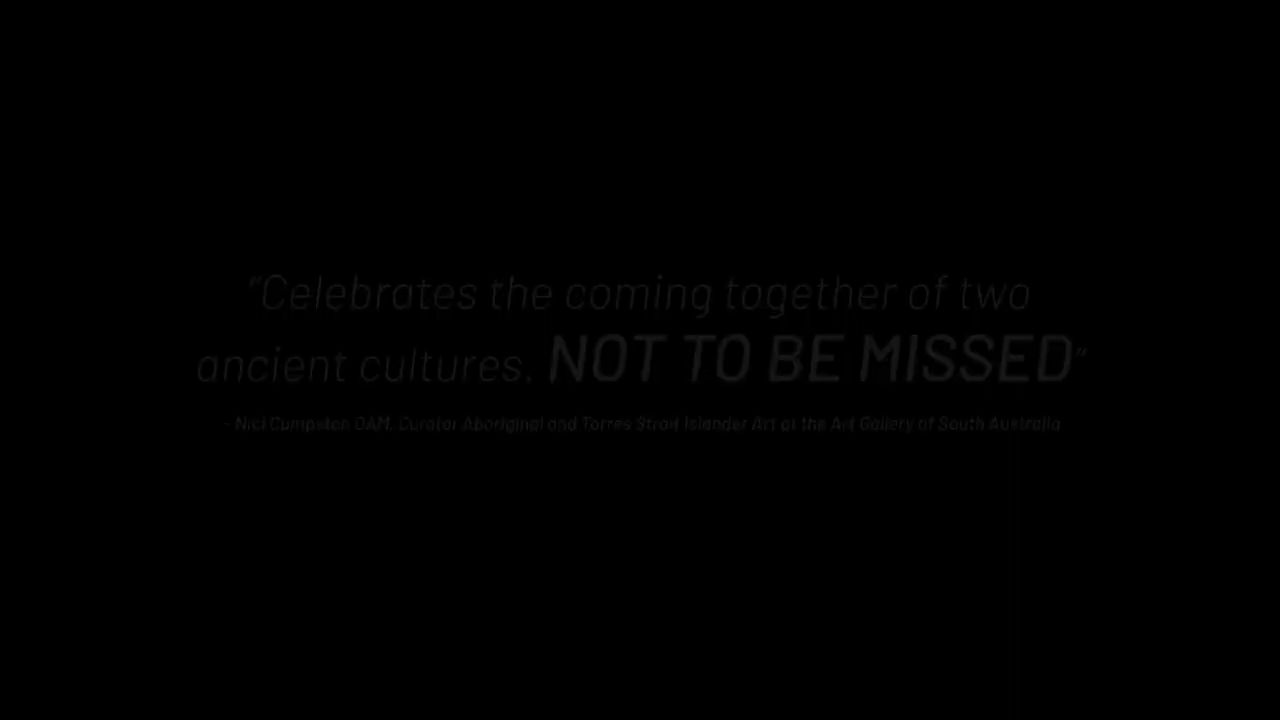 "Celebrates the coming together of two
ancient cultures. NOT TO BE MISSED"
- Nici Cumpston OAM, Curator Aboriginal and Torres Strait Islander Art at the Art Gallery of South Australia